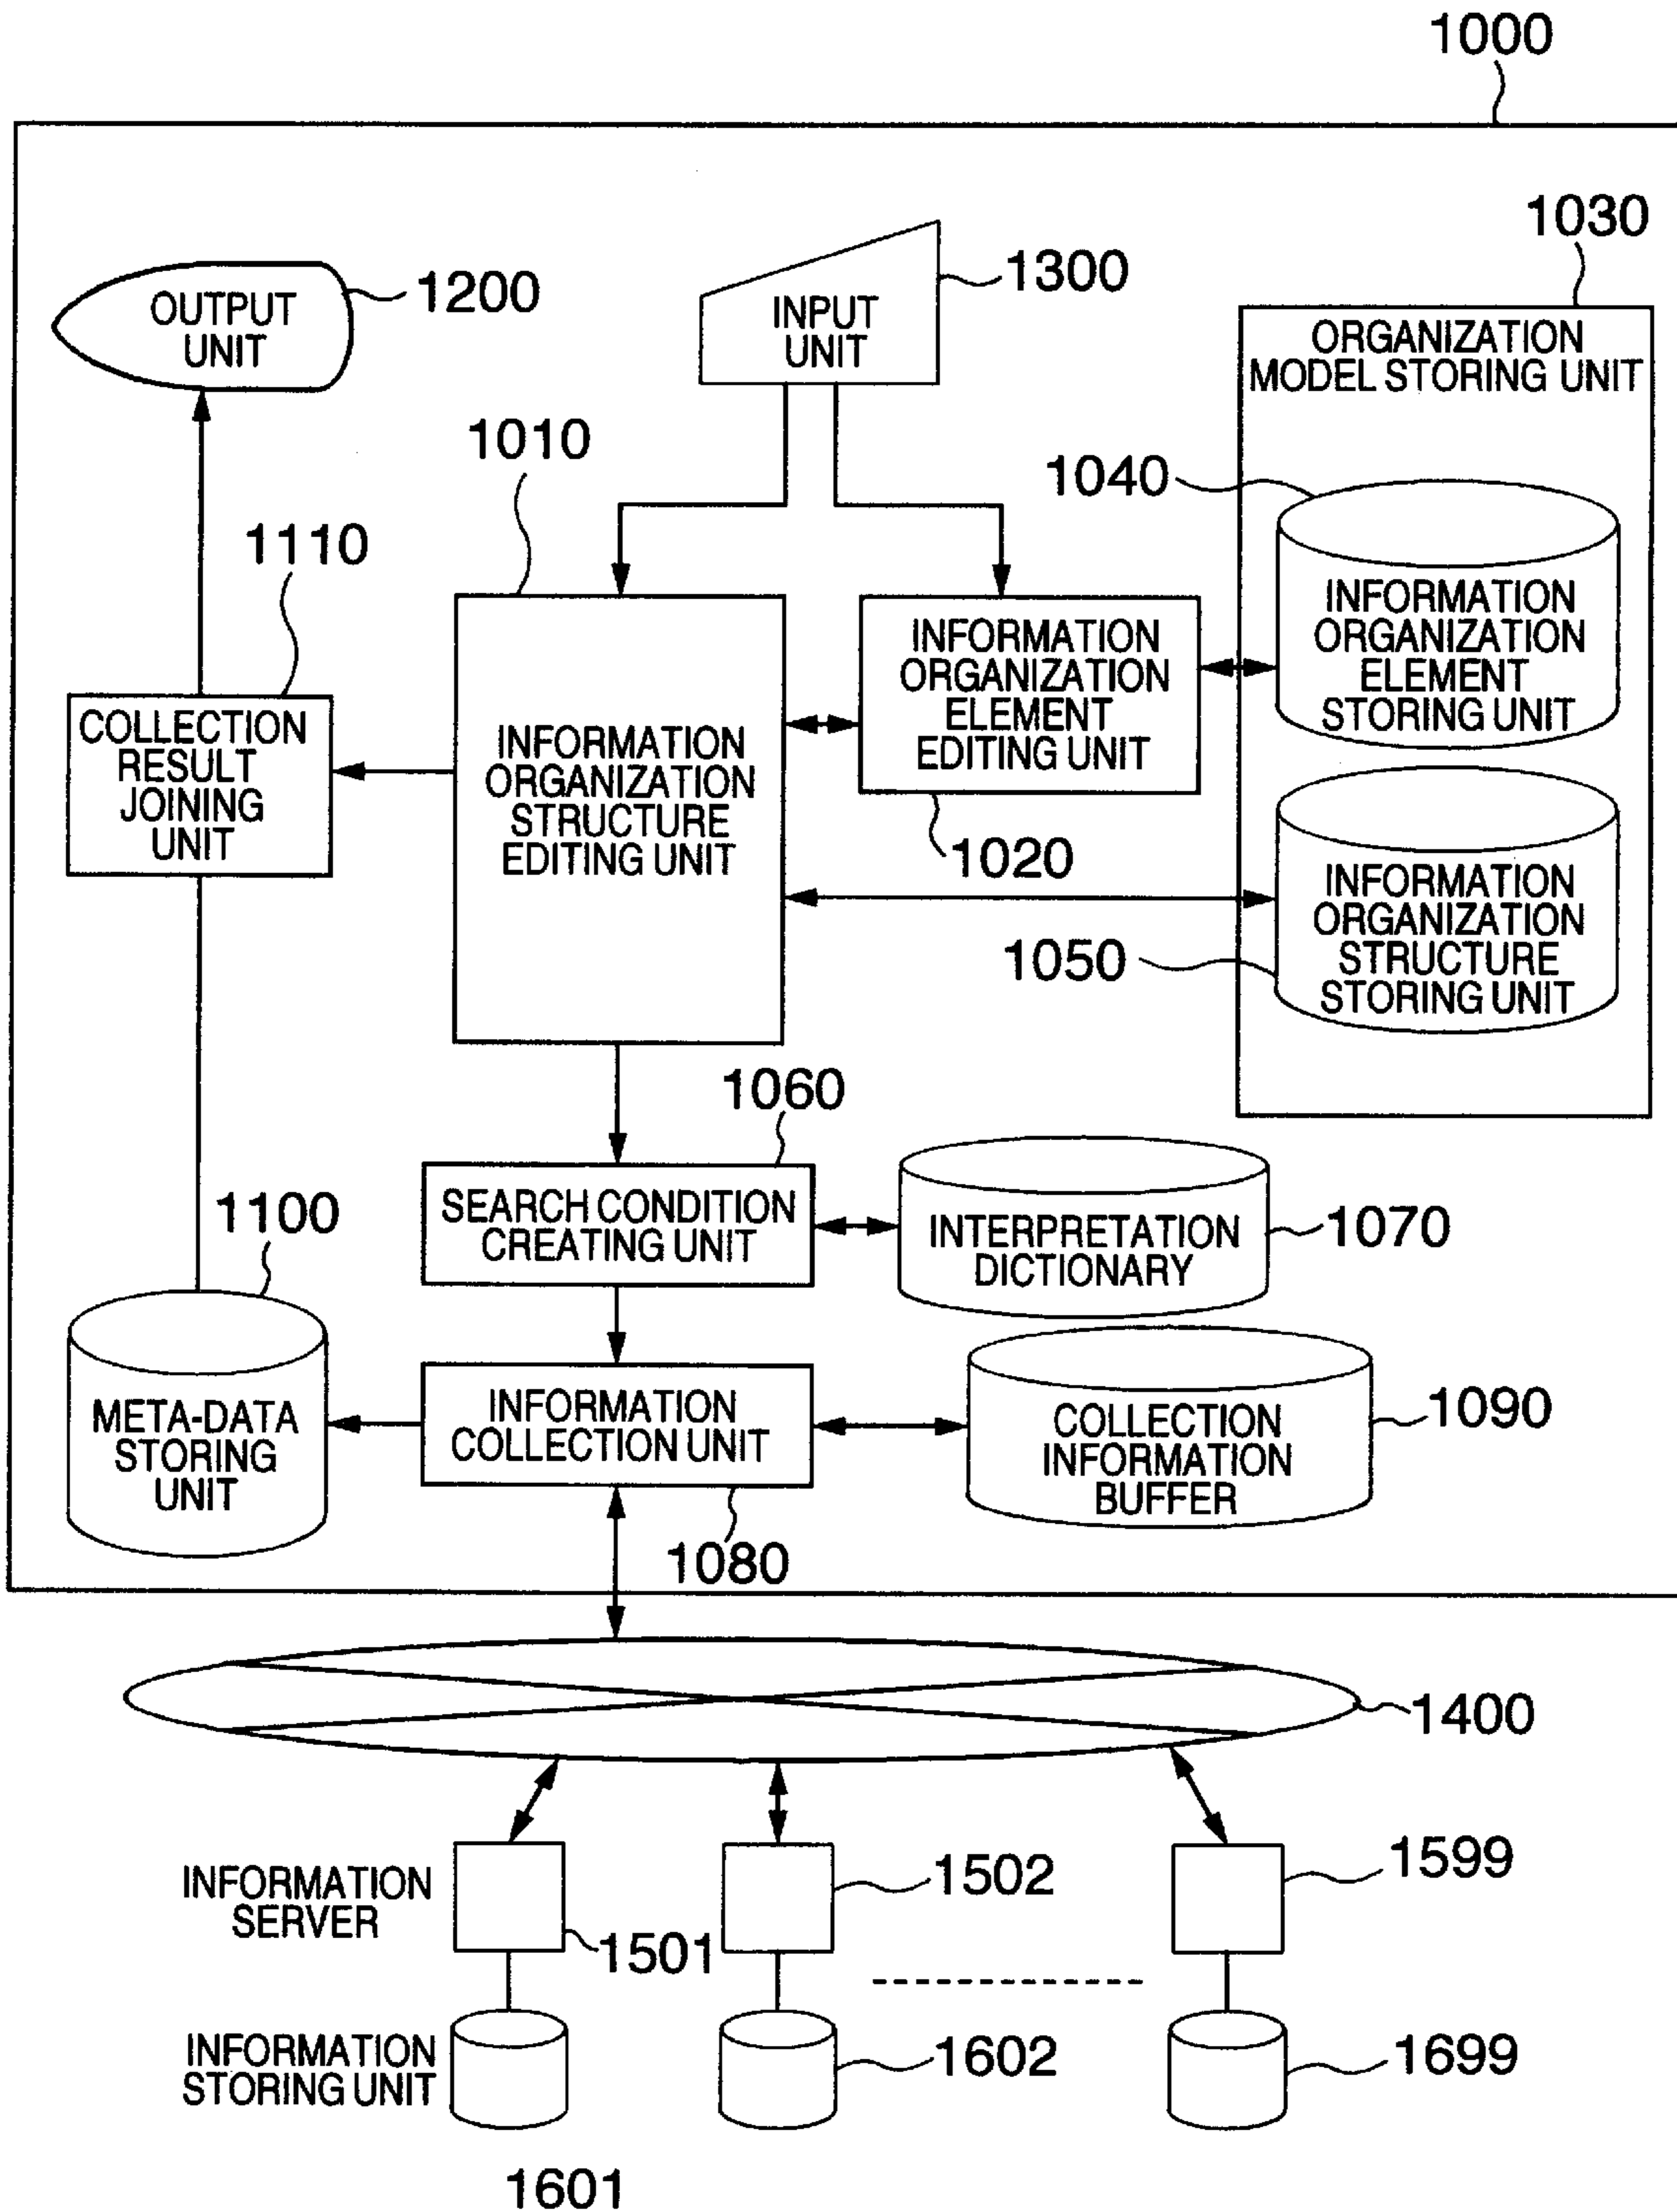 1000
1030
1300
1200
OUTPUT
UNIT
INPUT
UNIT
ORGANIZATION
MODEL STORING UNIT
1010
1040
1110
INFORMATION
ORGANIZATION
ELEMENT
STORING UNIT
INFORMATION
ORGANIZATION
ELEMENT
EDITING UNIT
COLLECTION
RESULT
JOINING
UNIT
INFORMATION
ORGANIZATION
STRUCTURE
EDITING UNIT
1020
INFORMATION
ORGANIZATION
STRUCTURE
STORING UNIT
1050
1060
1100
SEARCH CONDITION
CREATING UNIT
INTERPRETATION
DICTIONARY
1070
META-DATA
STORING
UNIT
INFORMATION
COLLECTION UNIT
COLLECTION
INFORMATION
BUFFER
1090
1080
1400
INFORMATION
SERVER
1501
1502
1599
INFORMATION
STORING UNIT
1602
1699
1601